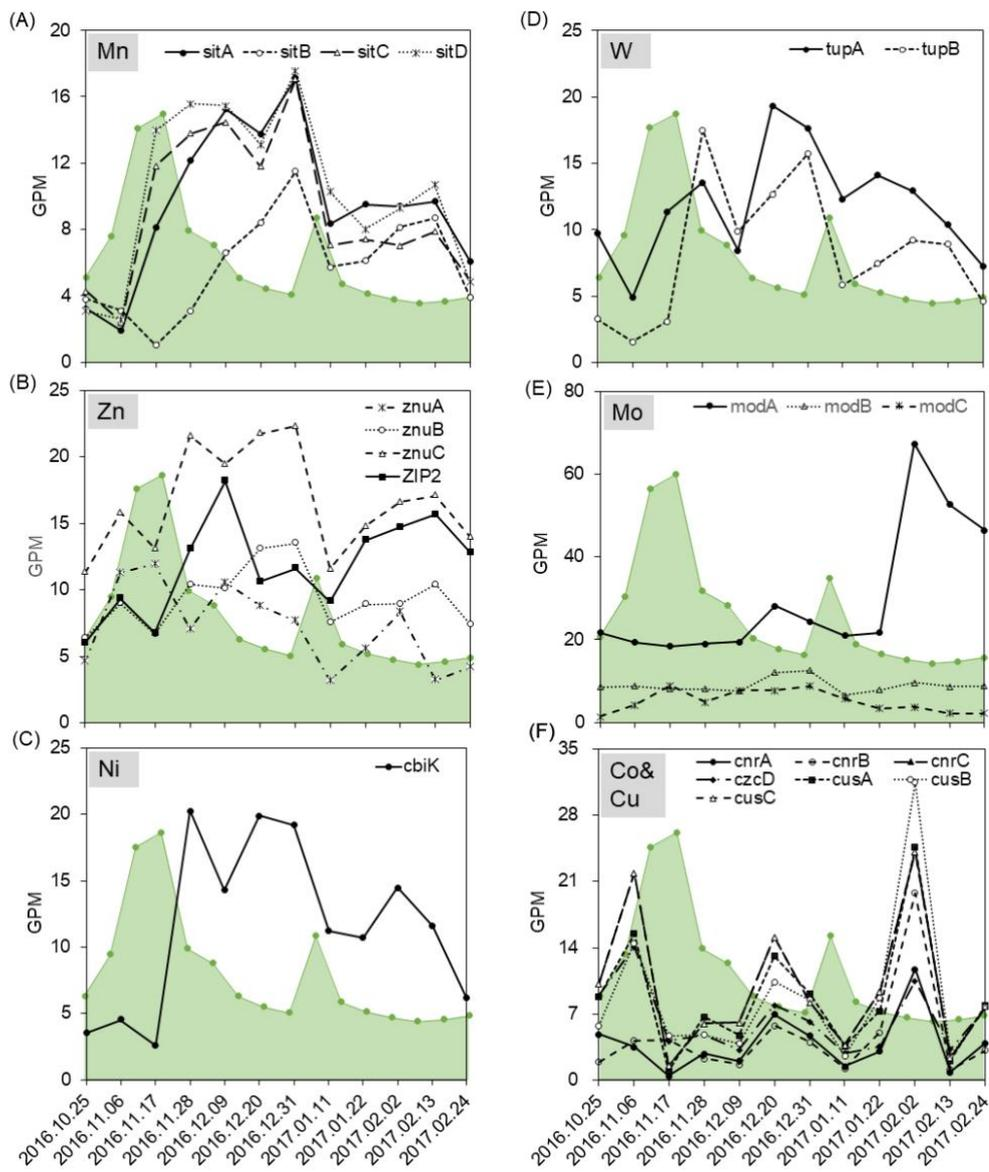 (A)
20
16
12
8
4
0
GPM
Mn
sitA sitB sitC sitD
(B)
25
20
15
10
5
0
GPM
Zn
znuA
znuB
znuC
ZIP2
(C)
25
20
15
10
5
0
GPM
Ni
cbiK
2016.10.25
2016.11.06
2016.11.17
2016.11.28
2016.12.09
2016.12.20
2016.12.31
2017.01.11
2017.01.22
2017.02.02
2017.02.13
2017.02.24
(D)
25
20
15
10
5
0
GPM
W
tupA tupB
(E)
80
60
40
20
0
GPM
Mo
modA modB modC
(F)
35
28
21
14
7
0
GPM
Co&
Cu
cnrA cnrB cnrC
czcD cusA cusB
cusC
2016.10.25
2016.11.06
2016.11.17
2016.11.28
2016.12.09
2016.12.20
2016.12.31
2017.01.11
2017.01.22
2017.02.02
2017.02.13
2017.02.24